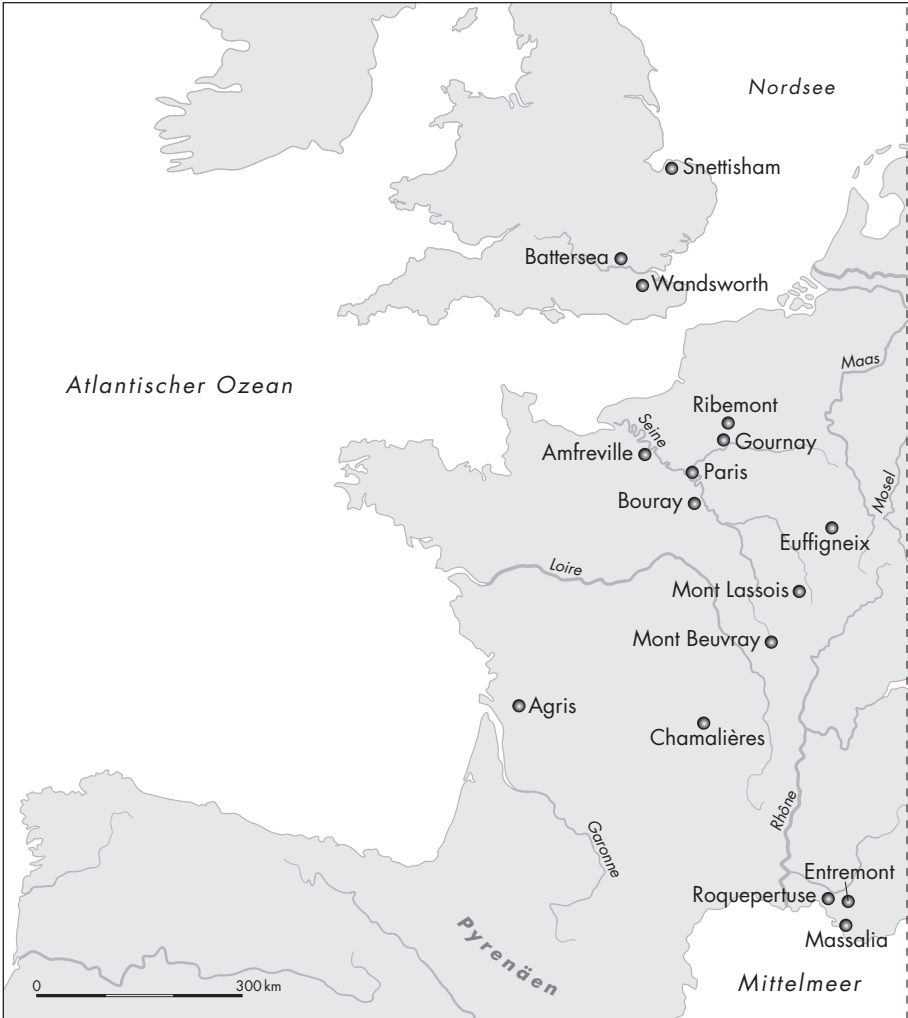 Nordsee
Snettisham
Battersea
Wandsworth
Maas
Atlantischer Ozean
Ribemont
Seine
Gournay
Amfreville
Paris
Mosel
Bouray
Euffigneix
Loire
Mont Lassois
Mont Beuvray
Agris
Chamalières
Rhône
Garonne
Entremont
Roquepertuse
Pyrenäen
Massalia
Mittelmeer
0 300 km